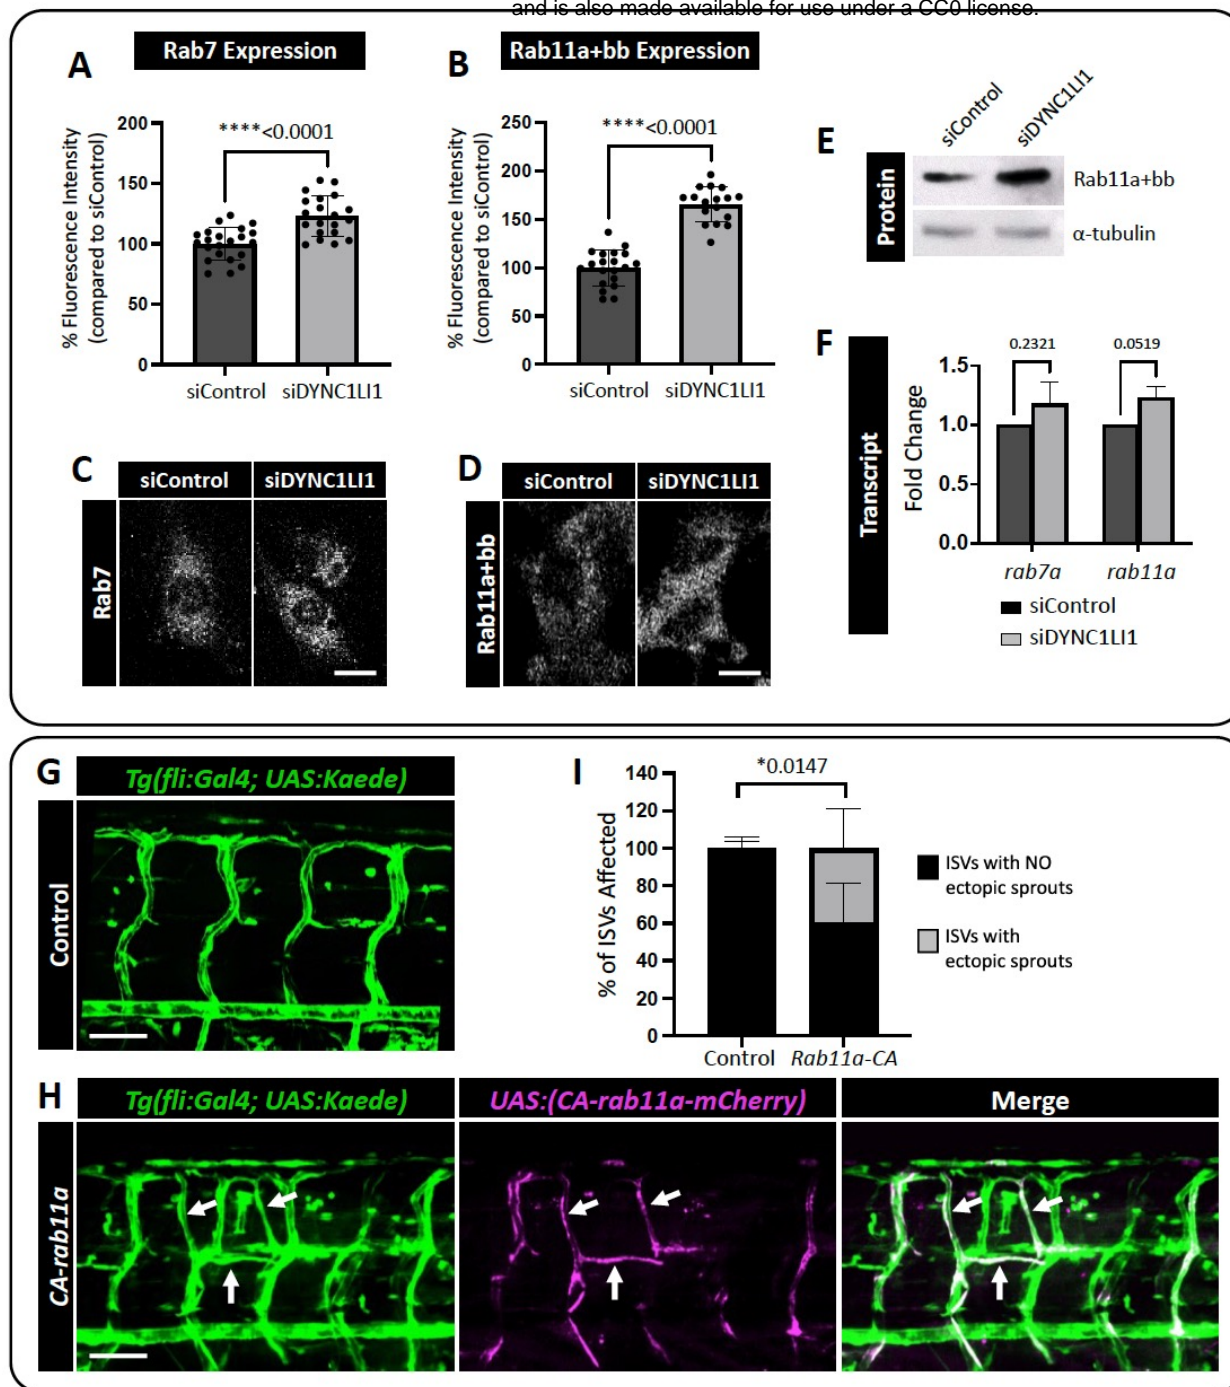 and is also made available for use under a CC0 license.
A
Rab7 Expression
% Fluorescence Intensity
(compared to siControl)
200
150
100
50
0
****<0.0001
siControl siDYNC1LI1
B
Rab11a+bb Expression
% Fluorescence Intensity
(compared to siControl)
250
200
150
100
50
0
****<0.0001
siControl siDYNC1LI1
C
siControl siDYNC1LI1
Rab7
D
siControl siDYNC1LI1
Rab11a+bb
E
siControl siDYNC1LI1
Protein
Rab11a+bb
α-tubulin
F
Transcript
Fold Change
1.5
1.0
0.5
0.0
0.2321 0.0519
rab7a rab11a
siControl
siDYNC1LI1
G
Tg(fli:Gal4; UAS:Kaede)
Control
I
% of ISVs Affected
140
120
100
80
60
40
20
0
*0.0147
Control Rab11a-CA
ISVs with NO
ectopic sprouts
ISVs with
ectopic sprouts
H
Tg(fli:Gal4; UAS:Kaede) UAS:(CA-rab11a-mCherry) Merge
CA-rab11a